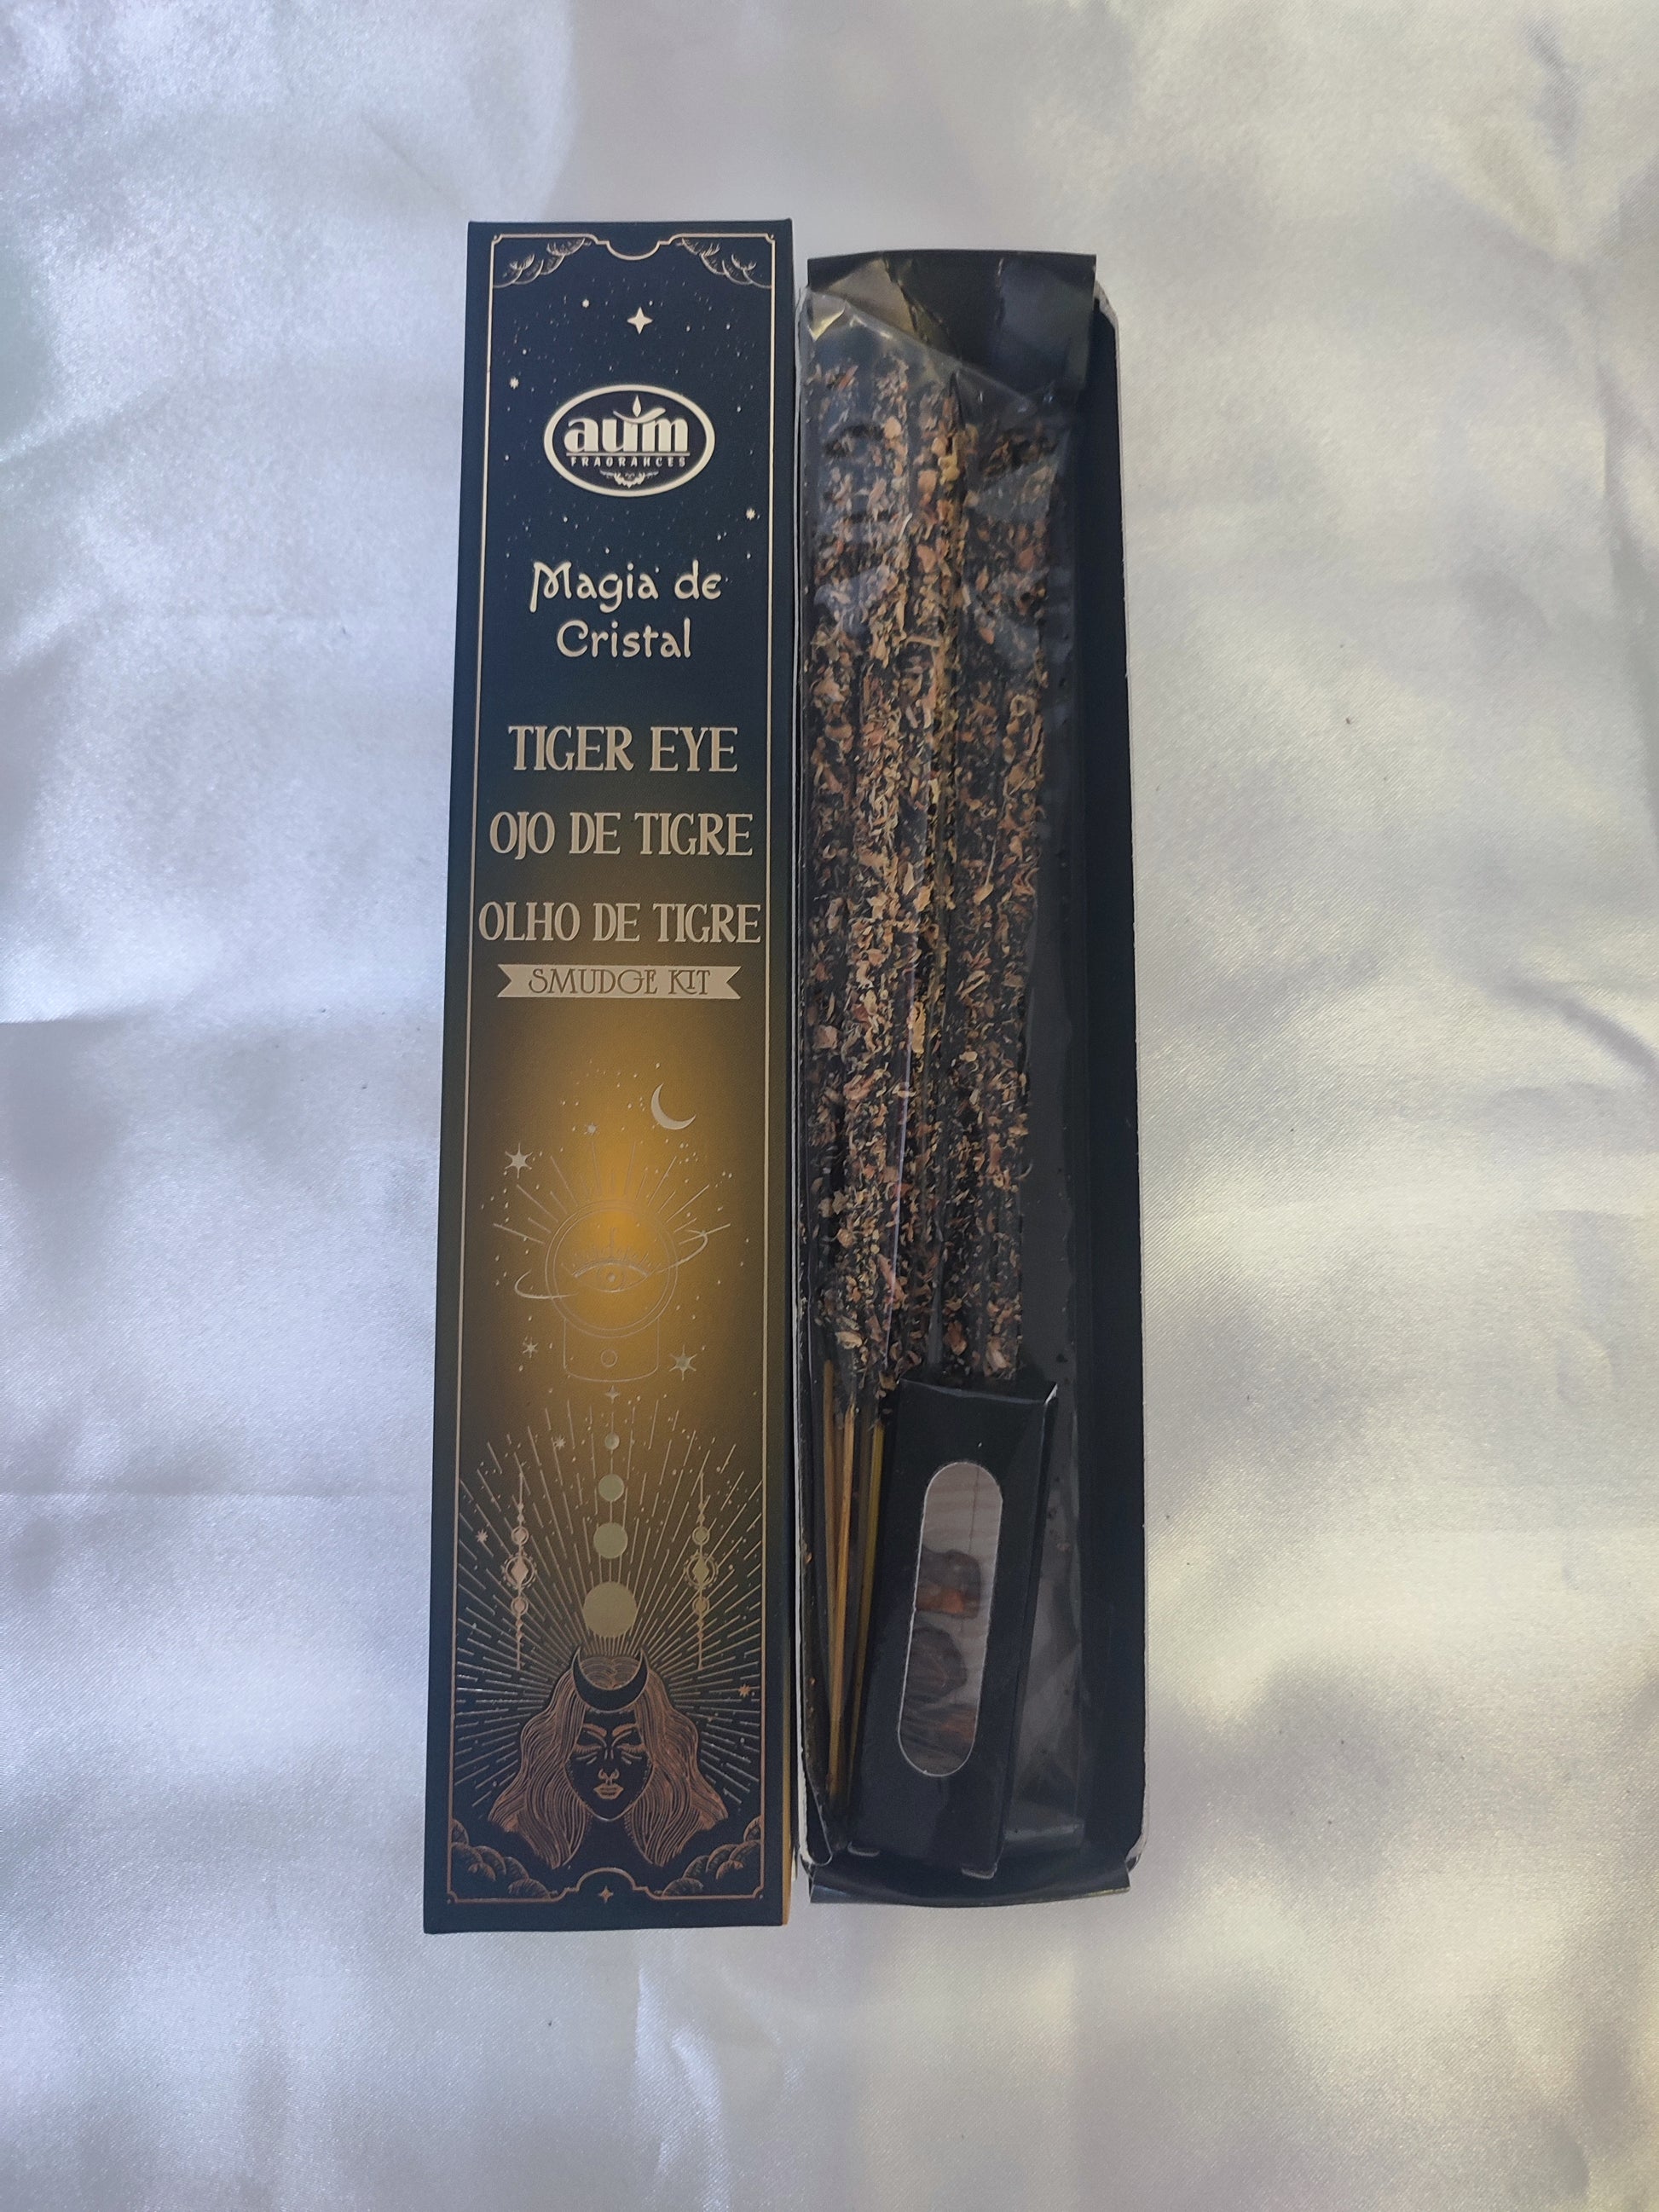 aum
FRAGRANCES
Magia de
Cristal
TIGER EYE
OJO DE TIGRE
OLHO DE TIGRE
SMUDGE KIT